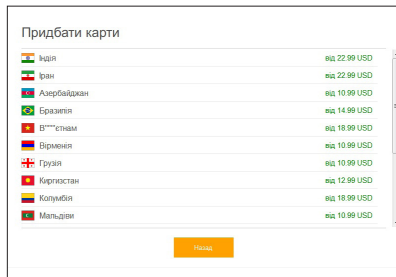 Придбати карти
Індія від 22.99 USD
Іран від 22.99 USD
Азербайджан від 10.99 USD
Бразилія від 14.99 USD
В""'єтнам від 18.99 USD
Вірменія від 10.99 USD
Грузія від 10.99 USD
Киргизстан від 12.99 USD
Колумбія від 18.99 USD
Мальдіви від 10.99 USD
Назад